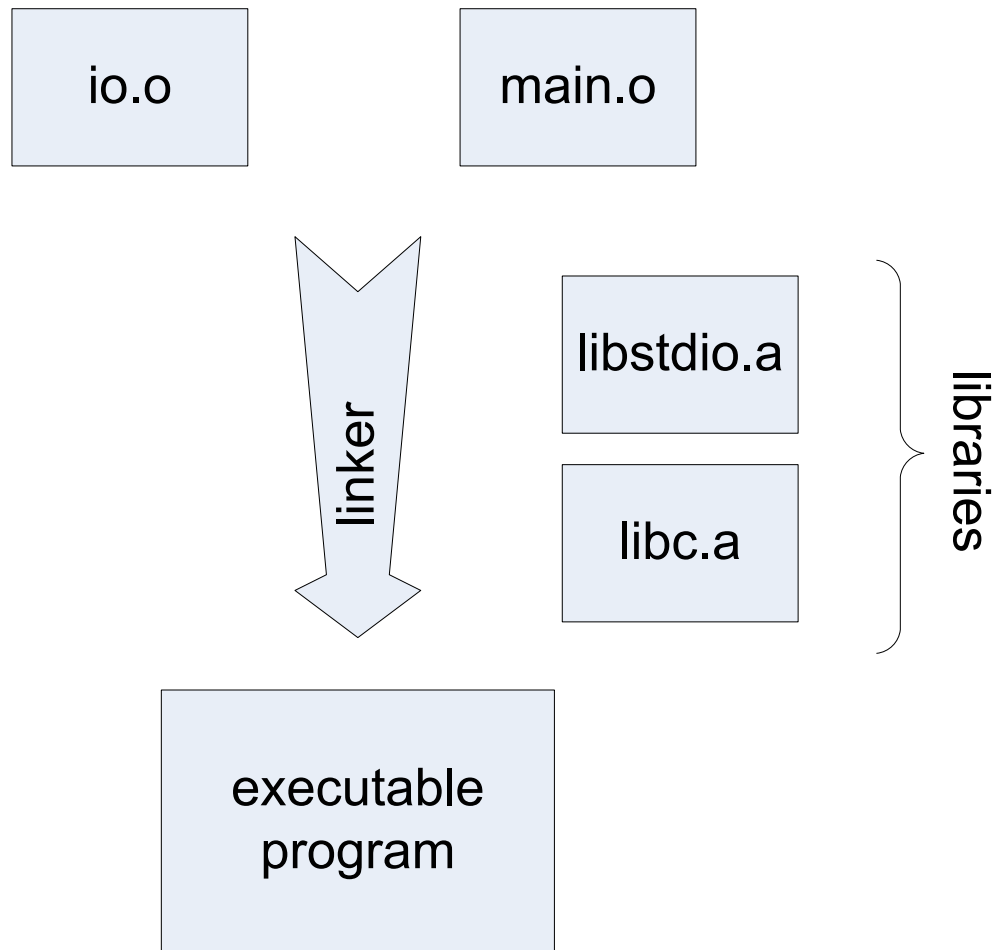 io.o
main.o
linker
libstdio.a
libc.a
libraries
executable
program